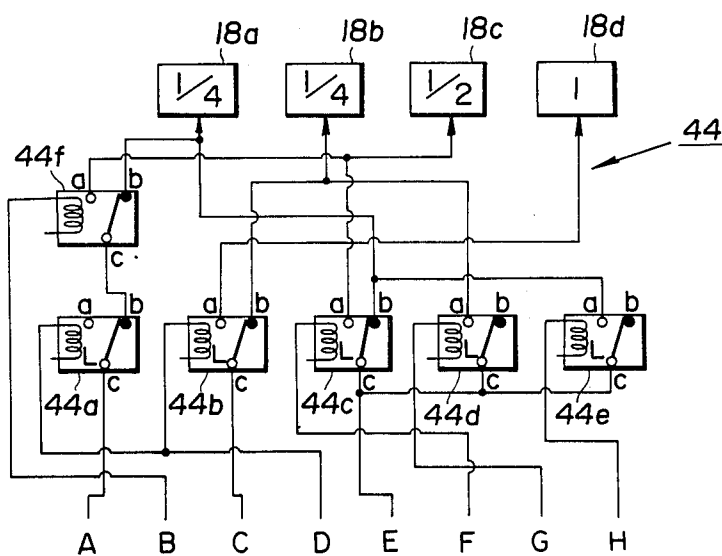 18a 18b 18c 18d
1/4 1/4 1/2 1
44
44f
a b
c
a b a b a b a b a b
c c c c c
44a 44b 44c 44d 44e
A B C D E F G H